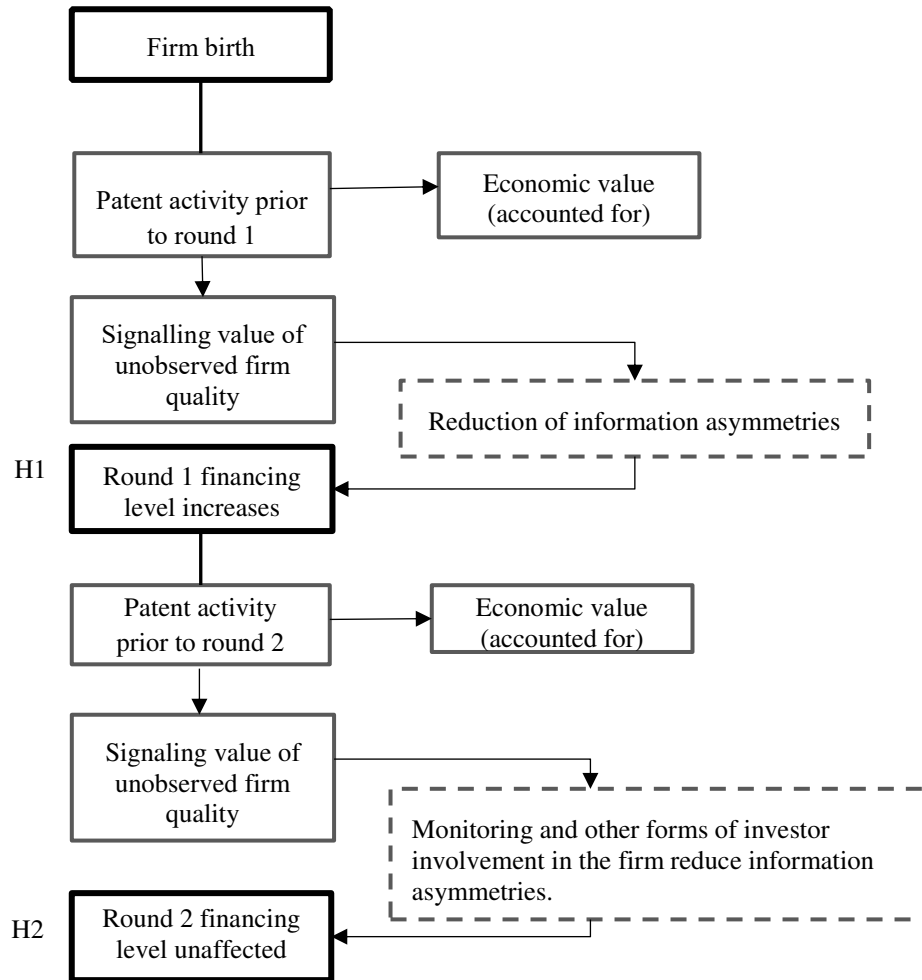 Firm birth
Patent activity prior
to round 1
Economic value
(accounted for)
Signalling value of
unobserved firm
quality
Reduction of information asymmetries
H1
Round 1 financing
level increases
Patent activity
prior to round 2
Economic value
(accounted for)
Signaling value of
unobserved firm
quality
Monitoring and other forms of investor
involvement in the firm reduce information
asymmetries.
H2
Round 2 financing
level unaffected